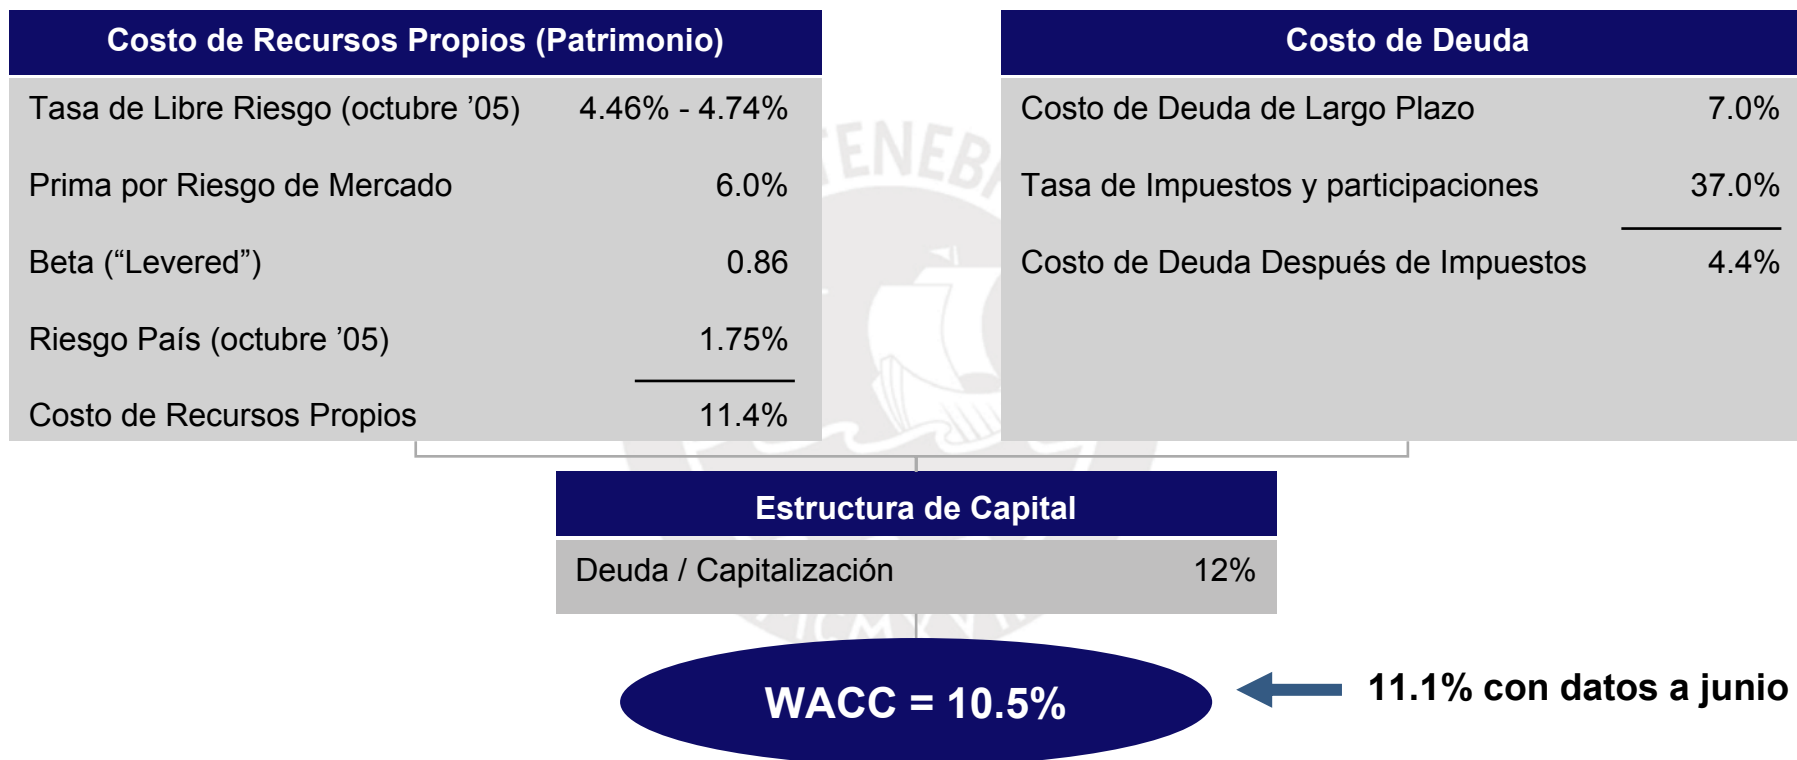 Costo de Recursos Propios (Patrimonio)
Tasa de Libre Riesgo (octubre ’05) 4.46% - 4.74%
Prima por Riesgo de Mercado 6.0%
Beta (“Levered”) 0.86
Riesgo País (octubre ’05) 1.75%
Costo de Recursos Propios 11.4%
Costo de Deuda
Costo de Deuda de Largo Plazo 7.0%
Tasa de Impuestos y participaciones 37.0%
Costo de Deuda Después de Impuestos 4.4%
Estructura de Capital
Deuda / Capitalización 12%
WACC = 10.5%
11.1% con datos a junio